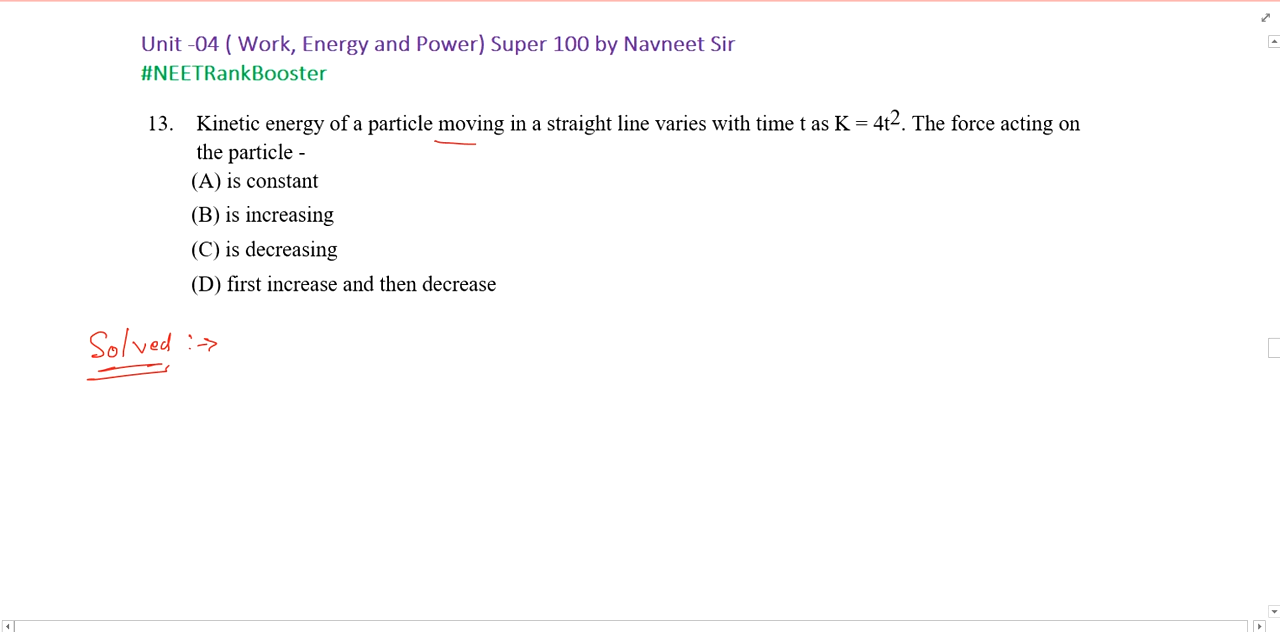 Unit -04 ( Work, Energy and Power) Super 100 by Navneet Sir
#NEETRankBooster
13. Kinetic energy of a particle moving in a straight line varies with time t as K = 4t². The force acting on
the particle -
(A) is constant
(B) is increasing
(C) is decreasing
(D) first increase and then decrease
Solved :->